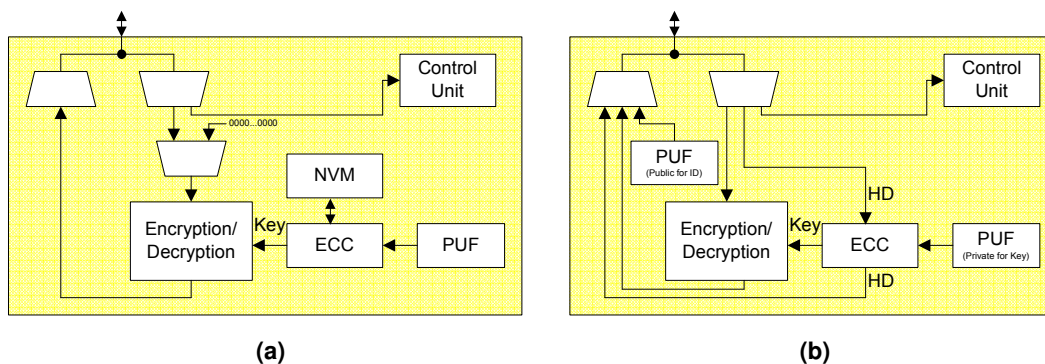 Control
Unit
0000...0000
NVM
Encryption/
Decryption
Key
ECC
PUF
(a)
Control
Unit
PUF
(Public for ID)
HD
Encryption/
Decryption
Key
ECC
PUF
(Private for Key)
HD
(b)